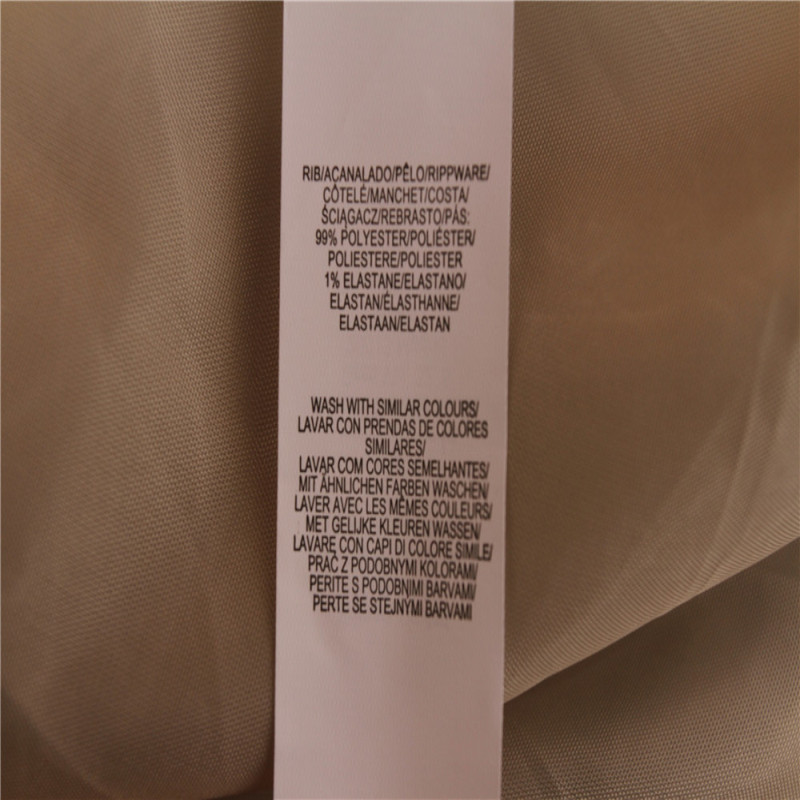 RIB/ACANALADO/PÊLO/RIPPWARE/
CÔTELÉ/MANCHET/COSTA/
ŚCIĄGACZ/REBRASTO/PÁS:
99% POLYESTER/POLIÉSTER/
POLIESTERE/POLIESTER
1% ELASTANE/ELASTANO/
ELASTAN/ÉLASTHANNE/
ELASTAAN/ELASTAN
WASH WITH SIMILAR COLOURS/
LAVAR CON PRENDAS DE COLORES
SIMILARES/
LAVAR COM CORES SEMELHANTES/
MIT ÄHNLICHEN FARBEN WASCHEN/
LAVER AVEC LES MÊMES COULEURS/
MET GELIJKE KLEUREN WASSEN/
LAVARE CON CAPI DI COLORE SIMILE/
PRAĆ Z PODOBNYMI KOLORAMI/
PERITE S PODOBNIMI BARVAMI/
PERTE SE STEJNÝMI BARVAMI